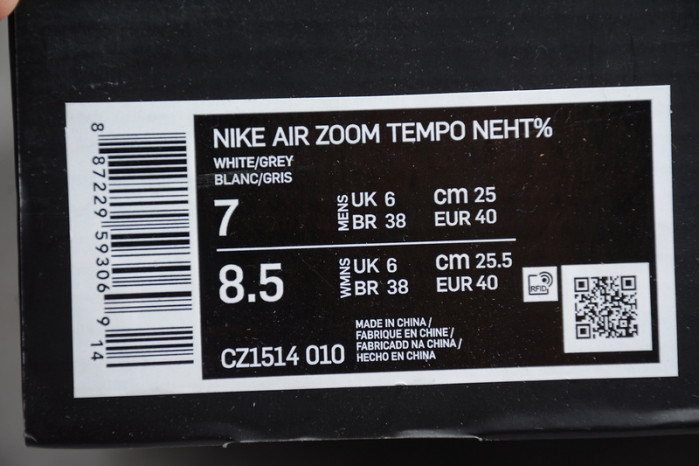 NIKE AIR ZOOM TEMPO NEHT%
WHITE/GREY
BLANC/GRIS
7 MENS UK 6 cm 25
BR 38 EUR 40
8.5 WMNS UK 6 cm 25.5
BR 38 EUR 40
RFID
CZ1514 010
MADE IN CHINA /
FABRIQUE EN CHINE /
FABRICADO NA CHINA /
HECHO EN CHINA
8 87229 59306 9 14